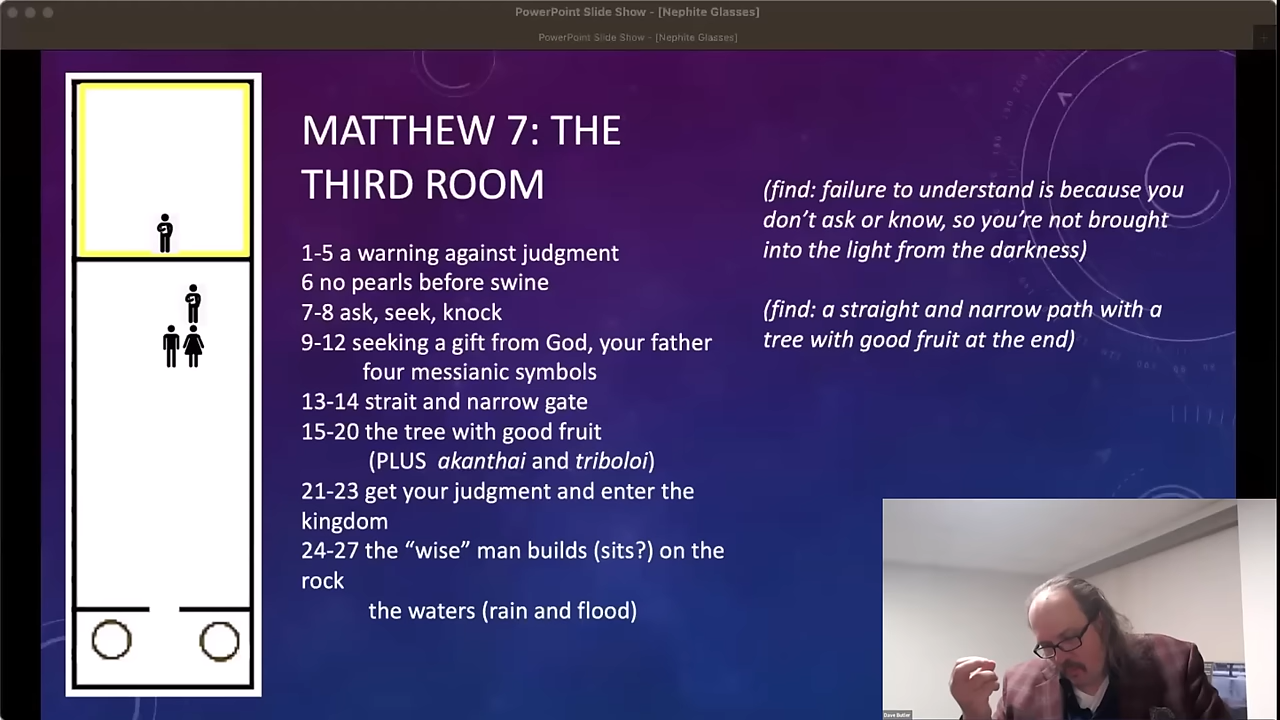 PowerPoint Slide Show - [Nephite Glasses]
PowerPoint Slide Show - [Nephite Glasses]
MATTHEW 7: THE
THIRD ROOM
1-5 a warning against judgment
6 no pearls before swine
7-8 ask, seek, knock
9-12 seeking a gift from God, your father
four messianic symbols
13-14 strait and narrow gate
15-20 the tree with good fruit
(PLUS akanthai and triboloi)
21-23 get your judgment and enter the
kingdom
24-27 the “wise” man builds (sits?) on the
rock
the waters (rain and flood)
(find: failure to understand is because you
don’t ask or know, so you’re not brought
into the light from the darkness)
(find: a straight and narrow path with a
tree with good fruit at the end)
Dave Butler